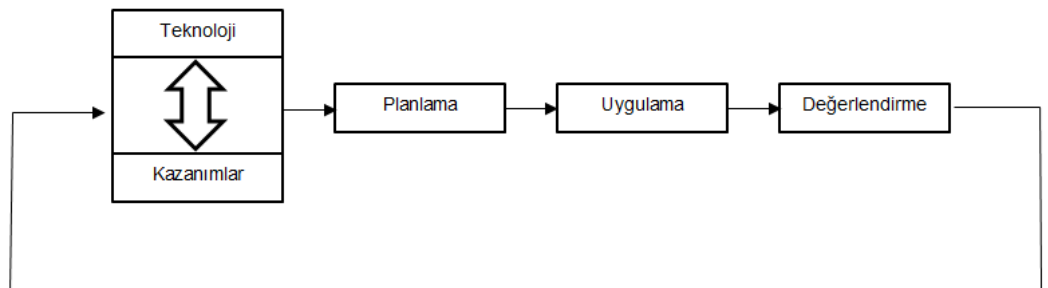 Teknoloji
Kazanımlar
Planlama
Uygulama
Değerlendirme